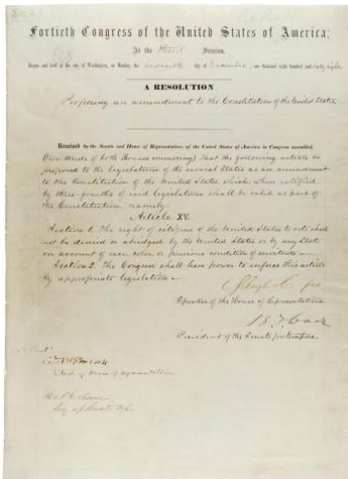 Fortieth Congress of the United States of America;
At the third Session,
Begun and held at the city of Washington, on Monday, the seventh day of December, one thousand eight hundred and sixty-eight.
A RESOLUTION
Proposing an amendment to the Constitution of the United States.
Resolved by the Senate and House of Representatives of the United States of America in Congress assembled,
(two-thirds of both Houses concurring) That the following article be
proposed to the legislatures of the several States as an amendment
to the Constitution of the United States, which, when ratified
by three-fourths of said legislatures shall be valid as part of
the Constitution, namely:
Article XV.
Section 1. The right of citizens of the United States to vote shall
not be denied or abridged by the United States or by any State
on account of race, color, or previous condition of servitude—
Section 2. The Congress shall have power to enforce this article
by appropriate legislation—
Speaker of the House of Representatives
B F Wade
President of the Senate pro tempore
Attest
Clerk of House of Representatives